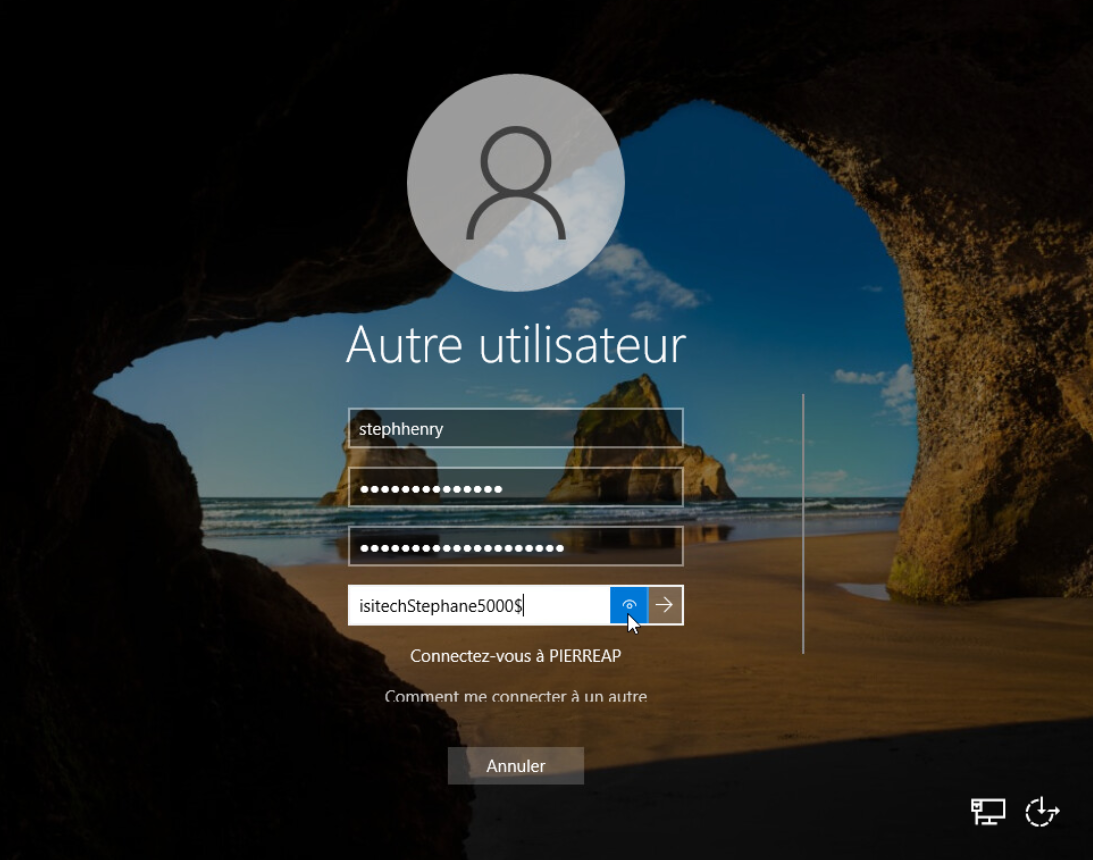 Autre utilisateur
stephhenry
●●●●●●●●●●●●●●
●●●●●●●●●●●●●●●●●●●●
isitechStephane5000$
Connectez-vous à PIERREAP
Comment me connecter à un autre
Annuler